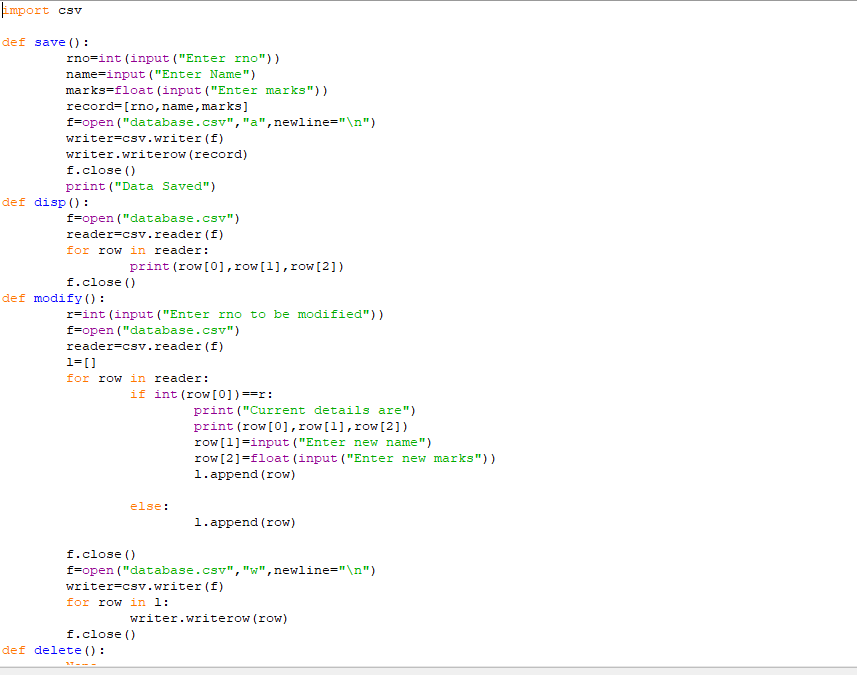 import csv

def save():
        rno=int(input("Enter rno"))
        name=input("Enter Name")
        marks=float(input("Enter marks"))
        record=[rno,name,marks]
        f=open("database.csv","a",newline="\n")
        writer=csv.writer(f)
        writer.writerow(record)
        f.close()
        print("Data Saved")
def disp():
        f=open("database.csv")
        reader=csv.reader(f)
        for row in reader:
                print(row[0],row[1],row[2])
        f.close()
def modify():
        r=int(input("Enter rno to be modified"))
        f=open("database.csv")
        reader=csv.reader(f)
        l=[]
        for row in reader:
                if int(row[0])==r:
                        print("Current details are")
                        print(row[0],row[1],row[2])
                        row[1]=input("Enter new name")
                        row[2]=float(input("Enter new marks"))
                        l.append(row)

                else:
                        l.append(row)

        f.close()
        f=open("database.csv","w",newline="\n")
        writer=csv.writer(f)
        for row in l:
                writer.writerow(row)
        f.close()
def delete():